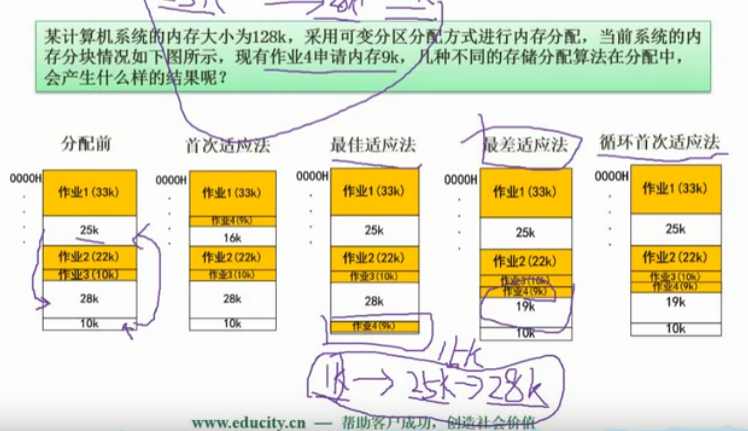 某计算机系统的内存大小为128k，采用可变分区分配方式进行内存分配，当前系统的内
存分块情况如下图所示，现有作业4申请内存9k，几种不同的存储分配算法在分配中，
会产生什么样的结果呢？
分配前 首次适应法 最佳适应法 最差适应法 循环首次适应法
0000H 0000H 0000H 0000H 0000H
作业1(33k) 作业1(33k) 作业1(33k) 作业1(33k) 作业1(33k)
25k 作业4(9k) 25k 25k 25k
16k
作业2(22k) 作业2(22k) 作业2(22k) 作业2(22k) 作业2(22k)
作业3(10k) 作业3(10k) 作业3(10k) 作业3(10k) 作业3(10k)
28k 28k 28k 作业4(9k) 作业4(9k)
19k 19k
10k 10k 作业4(9k) 10k 10k
1k → 25k → 28k
www.educity.cn — 帮助客户成功，创造社会价值